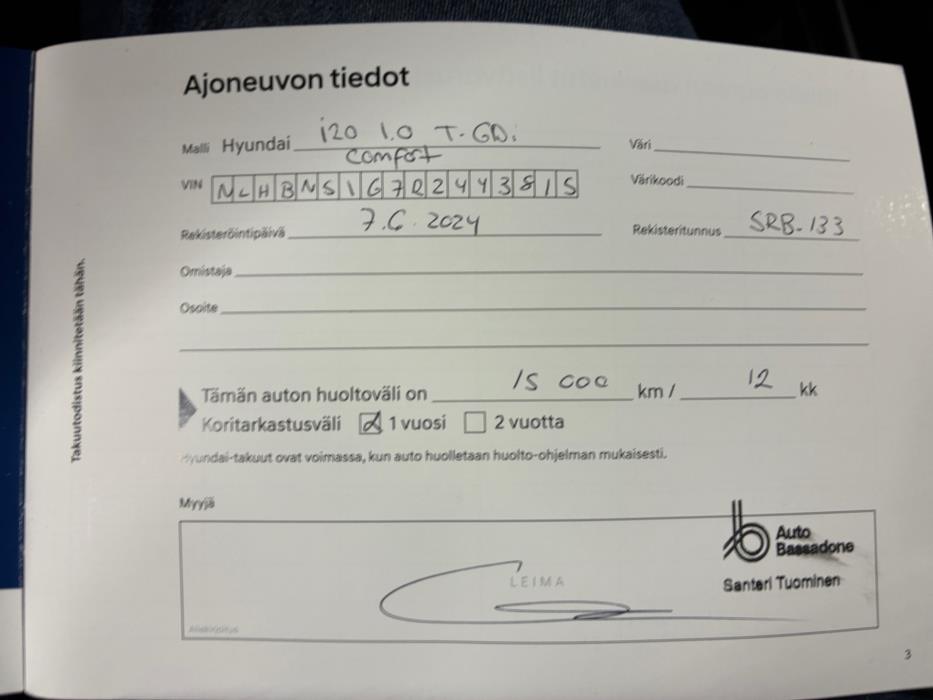 Ajoneuvon tiedot
Malli Hyundai i20 1.0 T-GDi
Comfort
Väri
VIN
Värikoodi
Rekisteröintipäivä 7.6.2024
Rekisteritunnus SRB-133
Omistaja
Osoite
Tämän auton huoltoväli on 15 000 km / 12 kk
Koritarkastusväli 1 vuosi 2 vuotta
Hyundai-takuut ovat voimassa, kun auto huolletaan huolto-ohjelman mukaisesti.
Myyjä
Auto
Bassadone
LEIMA
Santeri Tuominen
Allekirjoitus
3
Takuutodistus kiinnitetään tähän.